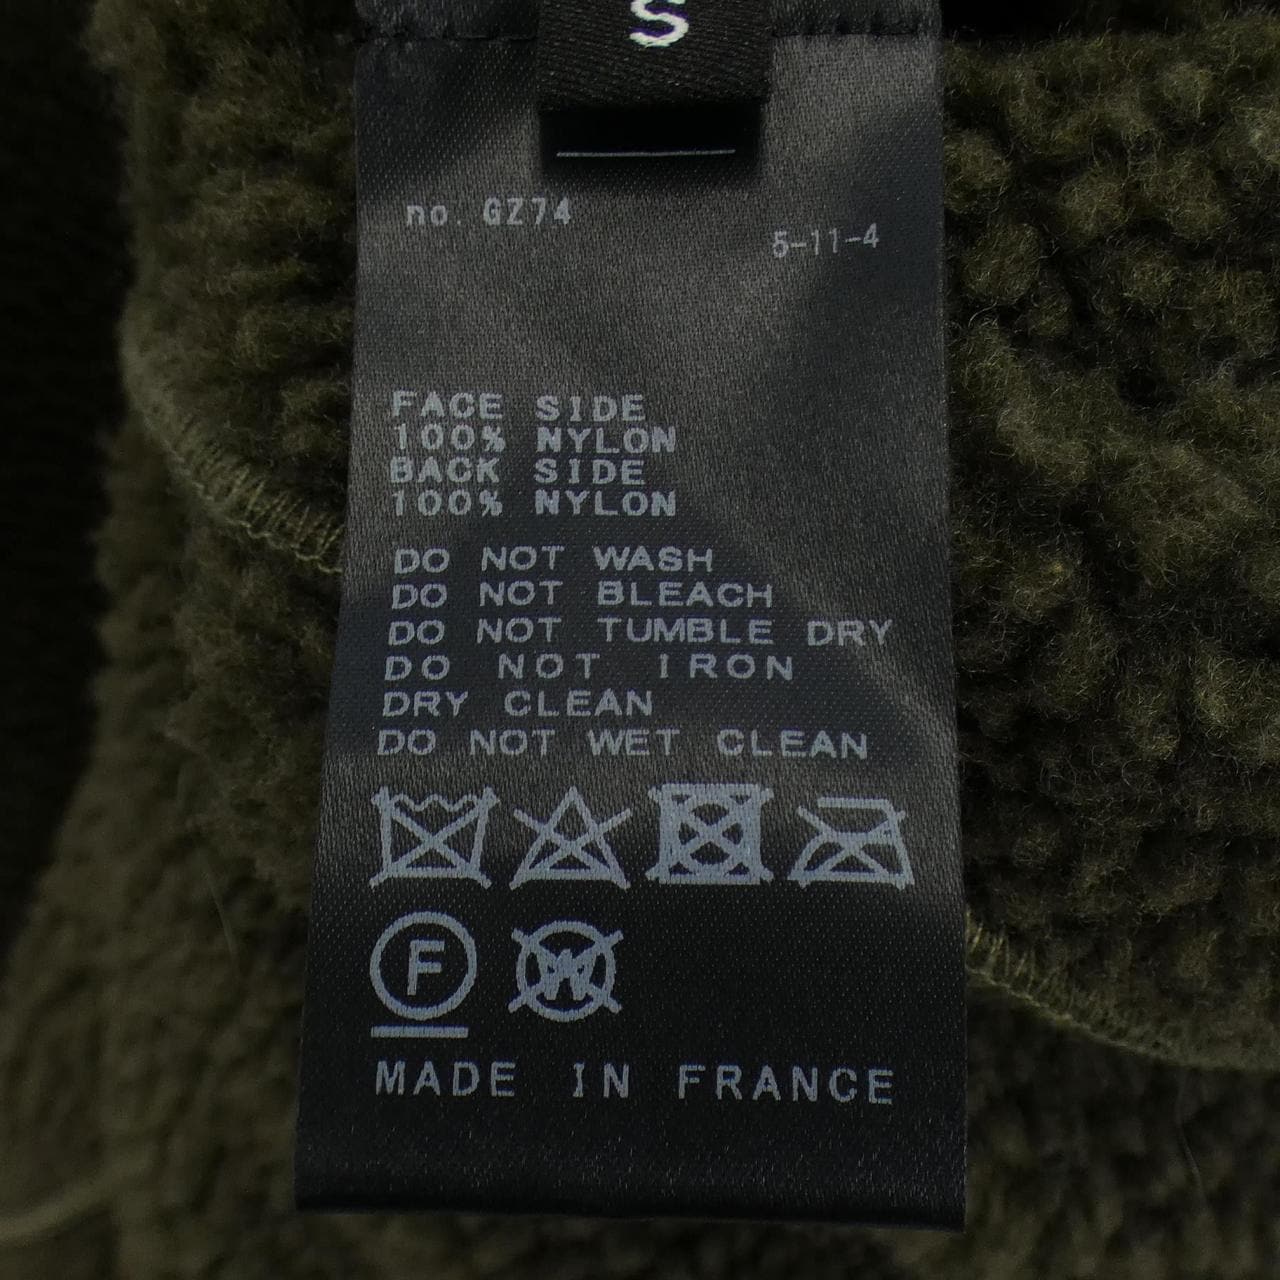 S
no. GZ74
5-11-4
FACE SIDE
100% NYLON
BACK SIDE
100% NYLON
DO NOT WASH
DO NOT BLEACH
DO NOT TUMBLE DRY
DO NOT IRON
DRY CLEAN
DO NOT WET CLEAN
F W
MADE IN FRANCE